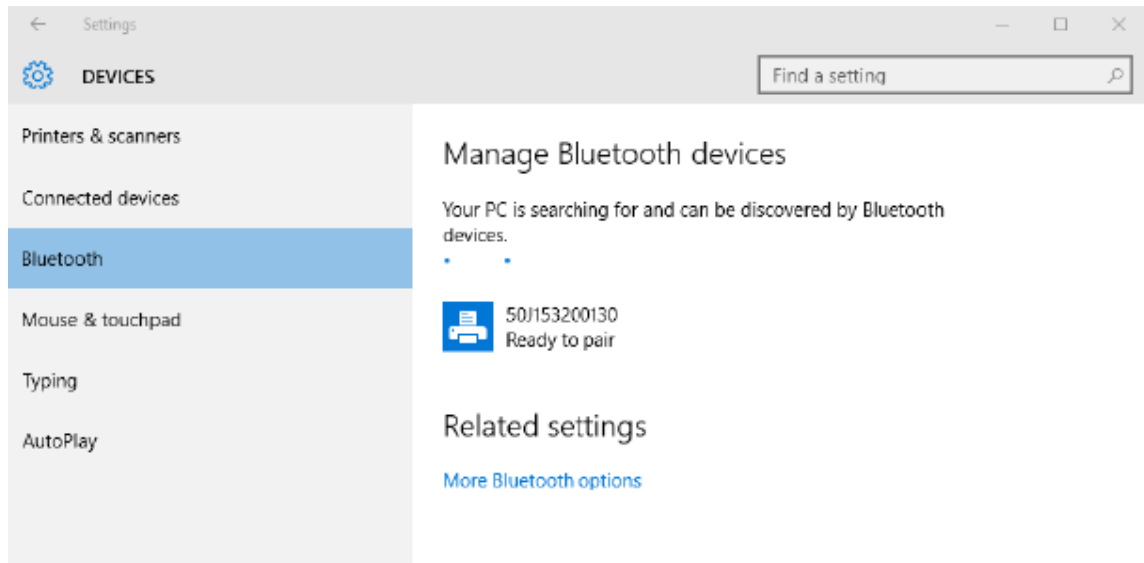 Settings
DEVICES
Find a setting
Printers & scanners
Connected devices
Bluetooth
Mouse & touchpad
Typing
AutoPlay
Manage Bluetooth devices
Your PC is searching for and can be discovered by Bluetooth
devices.
50J153200130
Ready to pair
Related settings
More Bluetooth options